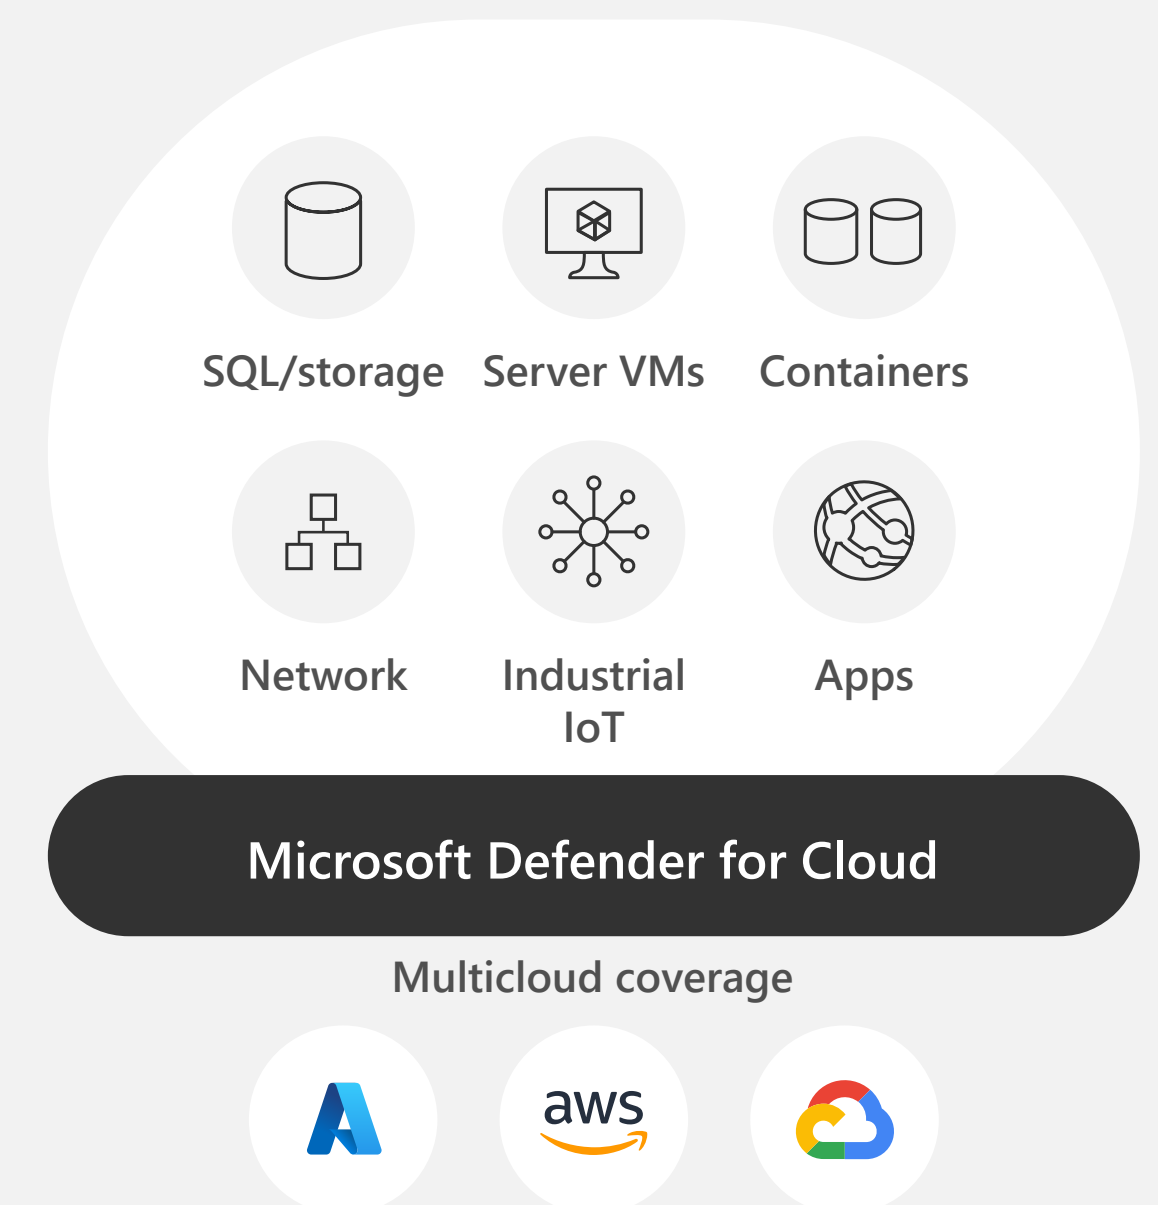 SQL/storage Server VMs Containers
Network Industrial Apps
IoT
Microsoft Defender for Cloud
Multicloud coverage
aws